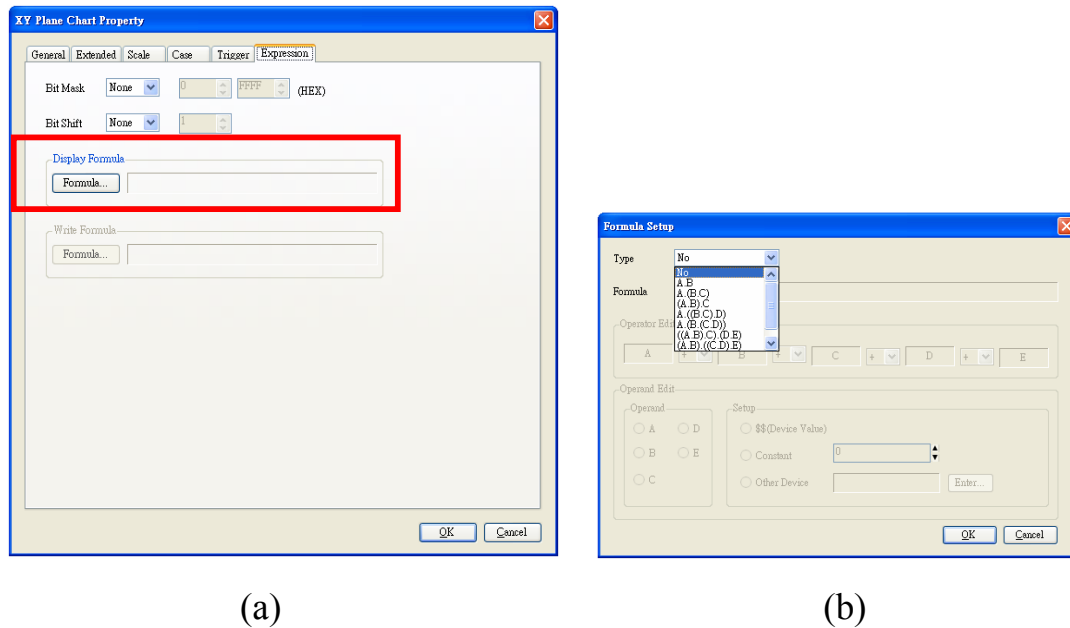 XY Plane Chart Property
General Extended Scale Case Trigger Expression
Bit Mask None 0 FFFF (HEX)
Bit Shift None 1
Display Formula
Formula...
Write Formula
Formula...
OK Cancel
(a)
Formula Setup
Type No
No
A.B
Formula A.(B.C)
(A.B).C
A.((B.C).D)
A.(B.(C.D))
((A.B).C).(D.E)
(A.B).((C.D).E)
Operator Edi
A + B + C + D + E
Operand Edit
Operand Setup
A D $$(Device Value)
B E Constant 0
C Other Device Enter...
OK Cancel
(b)